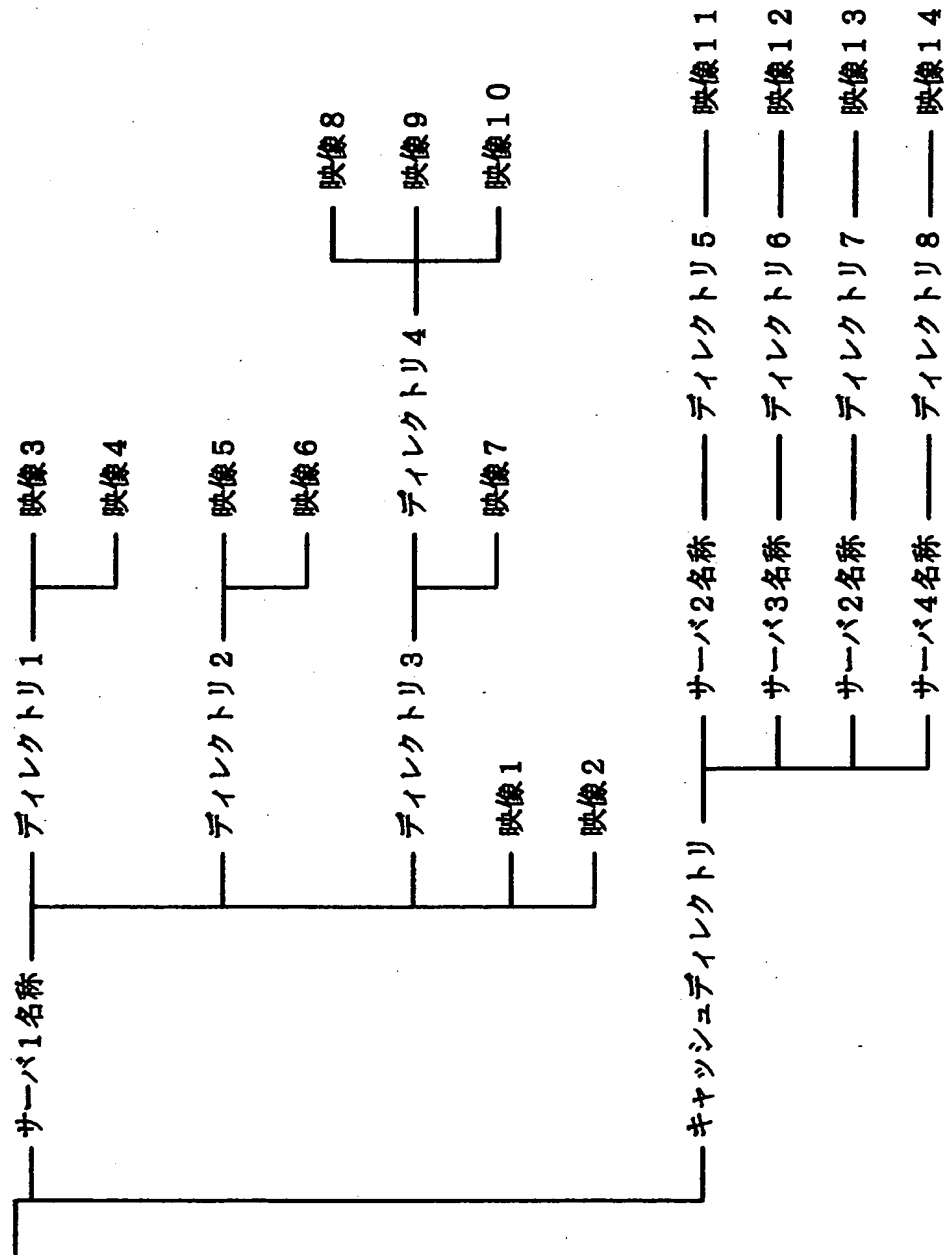 サーバ1名称
ディレクトリ1
映像3
映像4
ディレクトリ2
映像5
映像6
ディレクトリ3
ディレクトリ4
映像8
映像9
映像10
映像7
映像1
映像2
キャッシュディレクトリ
サーバ2名称
ディレクトリ5
映像11
サーバ3名称
ディレクトリ6
映像12
サーバ2名称
ディレクトリ7
映像13
サーバ4名称
ディレクトリ8
映像14